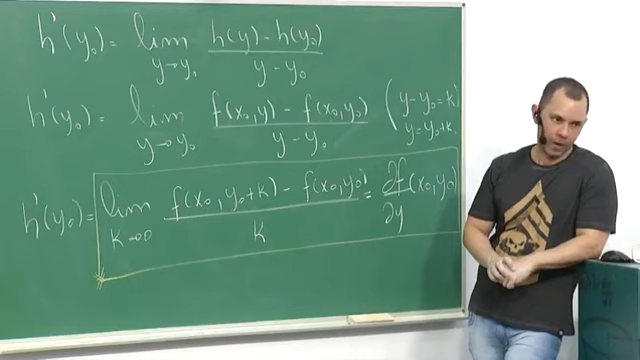 h'(y₀) = lim y→y₀ h(y) - h(y₀) / y - y₀
h'(y₀) = lim y→y₀ f(x₀,y) - f(x₀,y₀) / y - y₀ ( y - y₀ = k
y = y₀+k.
h'(y₀) = lim k→0 f(x₀,y₀+k) - f(x₀,y₀) / k = ∂f/∂y (x₀,y₀)